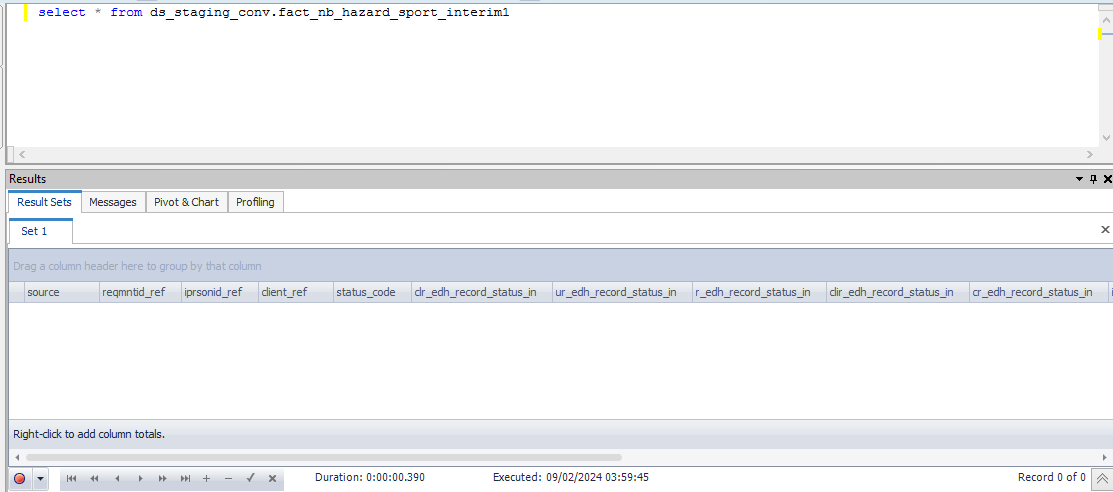 select * from ds_staging_conv.fact_nb_hazard_sport_interim1
Results
Result Sets Messages Pivot & Chart Profiling
Set 1
Drag a column header here to group by that column
source reqmntid_ref iprsonid_ref client_ref status_code clr_edh_record_status_in ur_edh_record_status_in r_edh_record_status_in clir_edh_record_status_in cr_edh_record_status_in
Right-click to add column totals.
Duration: 0:00:00.390 Executed: 09/02/2024 03:59:45 Record 0 of 0